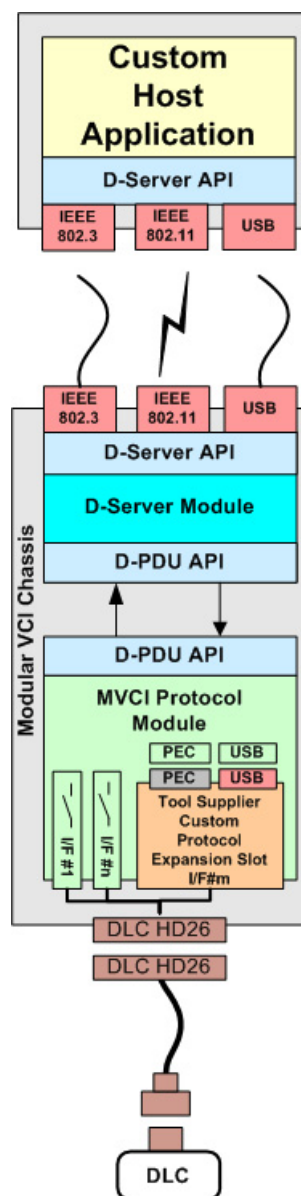 Custom
Host
Application
D-Server API
IEEE
802.3
IEEE
802.11
USB
IEEE
802.3
IEEE
802.11
USB
Modular VCI Chassis
D-Server API
D-Server Module
D-PDU API
D-PDU API
MVCI Protocol
Module
PEC
USB
PEC
USB
I/F #1
I/F #n
Tool Supplier
Custom
Protocol
Expansion Slot
I/F#m
DLC HD26
DLC HD26
DLC